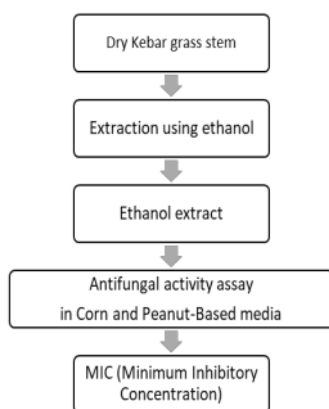 Dry Kebar grass stem
Extraction using ethanol
Ethanol extract
Antifungal activity assay
in Corn and Peanut-Based media
MIC (Minimum Inhibitory
Concentration)